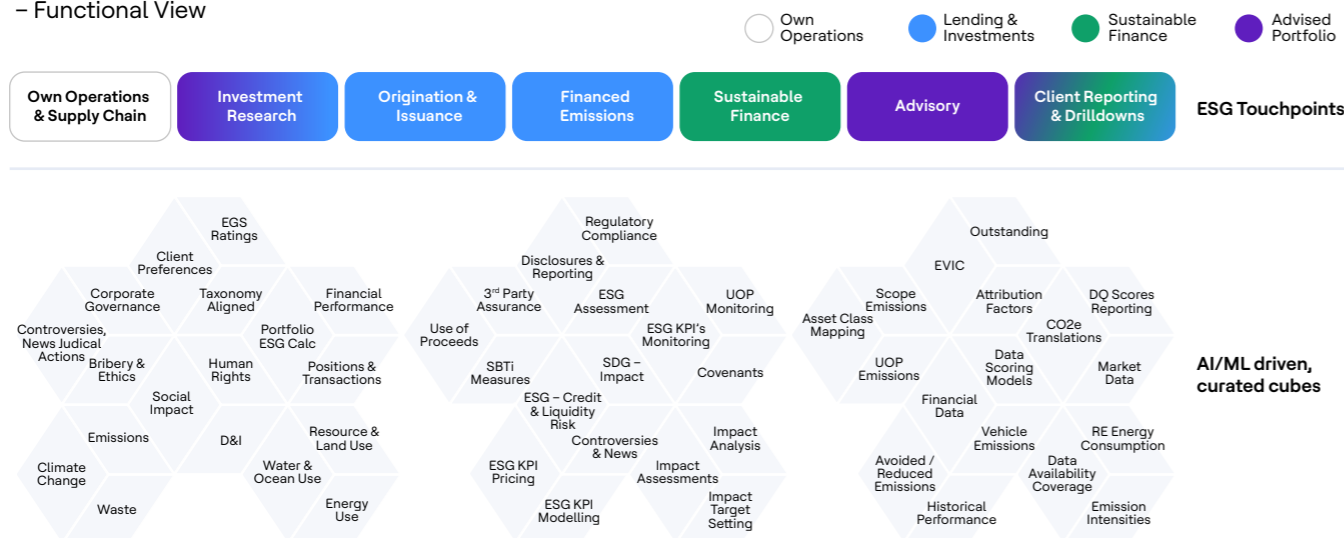 – Functional View
Own
Operations
Lending &
Investments
Sustainable
Finance
Advised
Portfolio
Own Operations
& Supply Chain
Investment
Research
Origination &
Issuance
Financed
Emissions
Sustainable
Finance
Advisory
Client Reporting
& Drilldowns
ESG Touchpoints
EGS
Ratings
Client
Preferences
Corporate
Governance
Taxonomy
Aligned
Financial
Performance
Controversies,
News Judical
Actions
Portfolio
ESG Calc
Bribery &
Ethics
Human
Rights
Positions &
Transactions
Social
Impact
Emissions
D&I
Resource &
Land Use
Climate
Change
Water &
Ocean Use
Waste
Energy
Use
Regulatory
Compliance
Disclosures &
Reporting
3rd Party
Assurance
ESG
Assessment
UOP
Monitoring
Use of
Proceeds
ESG KPI's
Monitoring
SBTi
Measures
SDG –
Impact
Covenants
ESG – Credit
& Liquidity
Risk
Controversies
& News
Impact
Analysis
ESG KPI
Pricing
Impact
Assessments
ESG KPI
Modelling
Impact
Target
Setting
Outstanding
EVIC
Scope
Emissions
Attribution
Factors
DQ Scores
Reporting
Asset Class
Mapping
CO2e
Translations
UOP
Emissions
Data
Scoring
Models
Market
Data
Financial
Data
Vehicle
Emissions
RE Energy
Consumption
Avoided /
Reduced
Emissions
Data
Availability
Coverage
Historical
Performance
Emission
Intensities
AI/ML driven,
curated cubes